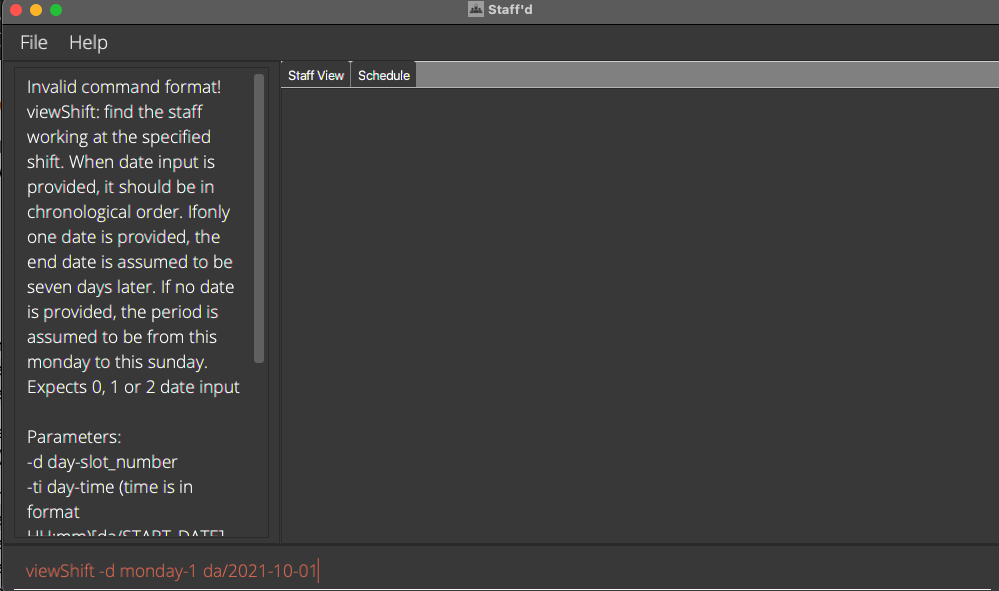 Staff'd
File Help
Staff View Schedule
Invalid command format!
viewShift: find the staff
working at the specified
shift. When date input is
provided, it should be in
chronological order. Ifonly
one date is provided, the
end date is assumed to be
seven days later. If no date
is provided, the period is
assumed to be from this
monday to this sunday.
Expects 0, 1 or 2 date input
Parameters:
-d day-slot_number
-ti day-time (time is in
format
HH:mm)[da/START_DATE]
viewShift -d monday-1 da/2021-10-01